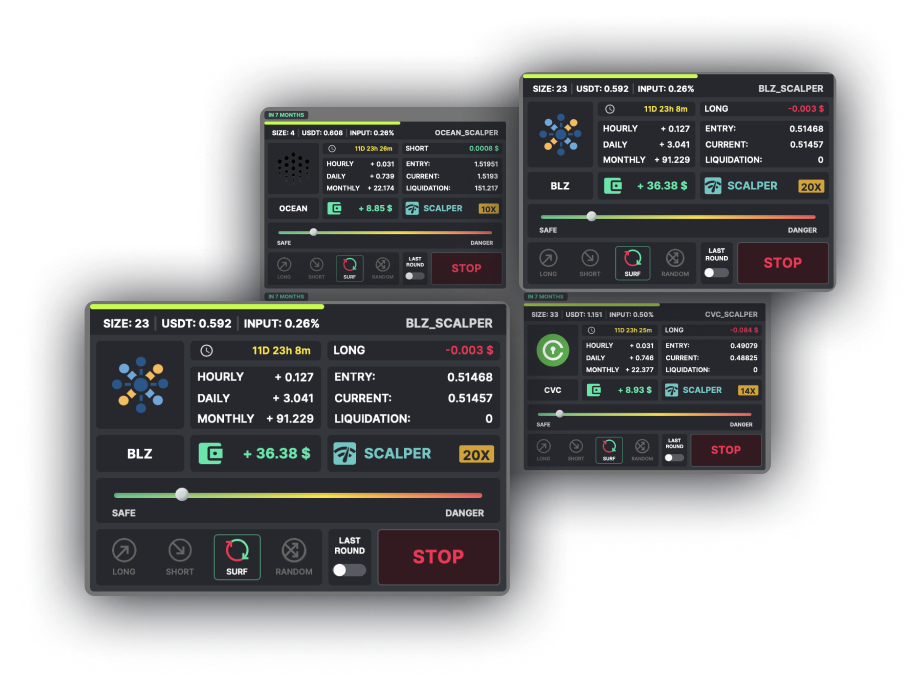 IN 7 MONTHS
SIZE: 4 | USDT: 0.608 | INPUT: 0.26% OCEAN_SCALPER
11D 23h 26m SHORT 0.0008 $
HOURLY + 0.031 ENTRY: 1.51951
DAILY + 0.739 CURRENT: 1.5193
MONTHLY + 22.174 LIQUIDATION: 151.217
OCEAN + 8.85 $ SCALPER 10X
SAFE DANGER
LONG SHORT SURF RANDOM LAST ROUND STOP
SIZE: 23 | USDT: 0.592 | INPUT: 0.26% BLZ_SCALPER
11D 23h 8m LONG -0.003 $
HOURLY + 0.127 ENTRY: 0.51468
DAILY + 3.041 CURRENT: 0.51457
MONTHLY + 91.229 LIQUIDATION: 0
BLZ + 36.38 $ SCALPER 20X
SAFE DANGER
LONG SHORT SURF RANDOM LAST ROUND STOP
IN 7 MONTHS
SIZE: 23 | USDT: 0.592 | INPUT: 0.26% BLZ_SCALPER
11D 23h 8m LONG -0.003 $
HOURLY + 0.127 ENTRY: 0.51468
DAILY + 3.041 CURRENT: 0.51457
MONTHLY + 91.229 LIQUIDATION: 0
BLZ + 36.38 $ SCALPER 20X
SAFE DANGER
LONG SHORT SURF RANDOM LAST ROUND STOP
IN 7 MONTHS
SIZE: 33 | USDT: 1.151 | INPUT: 0.50% CVC_SCALPER
11D 23h 25m LONG -0.084 $
HOURLY + 0.031 ENTRY: 0.49079
DAILY + 0.746 CURRENT: 0.48825
MONTHLY + 22.377 LIQUIDATION: 0
CVC + 8.93 $ SCALPER 14X
SAFE DANGER
LONG SHORT SURF RANDOM LAST ROUND STOP